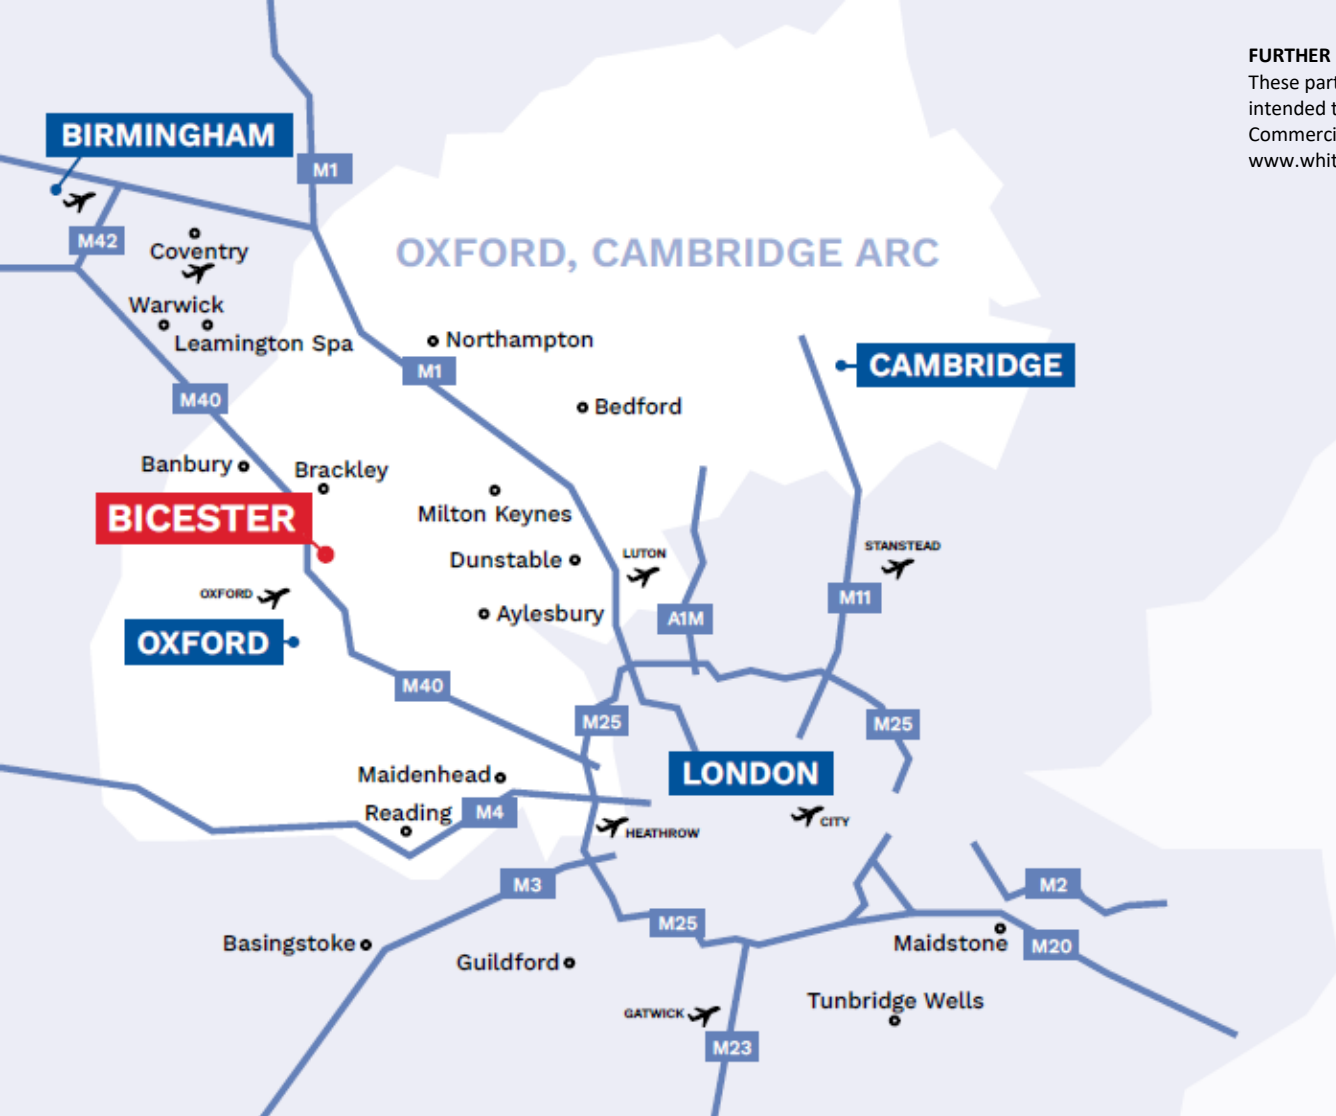 FURTHER
These part
intended t
Commerci
www.whit
BIRMINGHAM
M1
M42
Coventry
OXFORD, CAMBRIDGE ARC
Warwick
Leamington Spa
Northampton
M1
CAMBRIDGE
M40
Bedford
Banbury
Brackley
BICESTER
Milton Keynes
Dunstable
LUTON
STANSTEAD
OXFORD
M11
Aylesbury
A1M
OXFORD
M40
M25
M25
Maidenhead
LONDON
Reading
M4
HEATHROW
CITY
M3
M2
M25
Basingstoke
Guildford
Maidstone
M20
Tunbridge Wells
GATWICK
M23